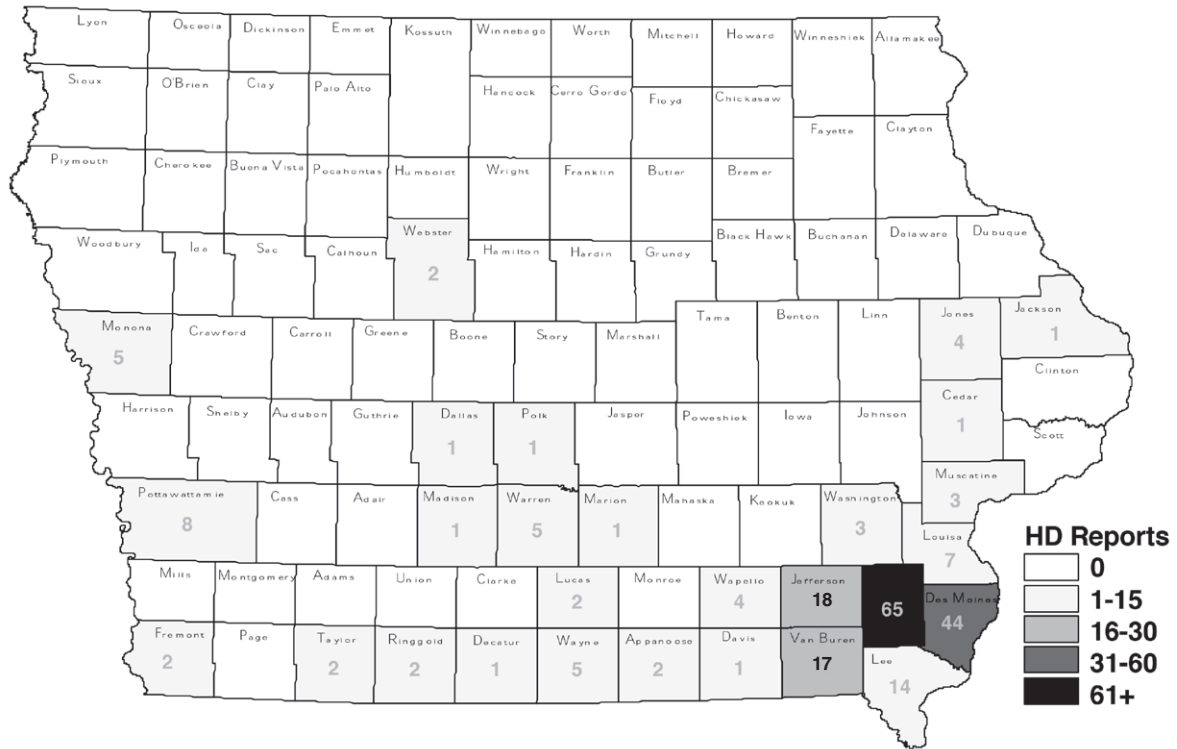 Lyon
Osceola
Dickinson
Emmet
Kossuth
Winnebago
Worth
Mitchell
Howard
Winneshiek
Allamakee
Sioux
O'Brien
Clay
Palo Alto
Hancock
Cerro Gordo
Floyd
Chickasaw
Fayette
Clayton
Plymouth
Cherokee
Buena Vista
Pocahontas
Humboldt
Wright
Franklin
Butler
Bremer
Woodbury
Ida
Sac
Calhoun
Webster
2
Hamilton
Hardin
Grundy
Black Hawk
Buchanan
Delaware
Dubuque
Monona
5
Crawford
Carroll
Greene
Boone
Story
Marshall
Tama
Benton
Linn
Jones
4
Jackson
1
Clinton
Harrison
Shelby
Audubon
Guthrie
Dallas
1
Polk
1
Jasper
Poweshiek
Iowa
Johnson
Cedar
1
Scott
Pottawattamie
8
Cass
Adair
Madison
1
Warren
5
Marion
1
Mahaska
Keokuk
Washington
3
Muscatine
3
Louisa
7
Mills
Montgomery
Adams
Union
Clarke
Lucas
2
Monroe
Wapello
4
Jefferson
18
65
Des Moines
44
Fremont
2
Page
Taylor
2
Ringgold
2
Decatur
1
Wayne
5
Appanoose
2
Davis
1
Van Buren
17
Lee
14
HD Reports
0
1-15
16-30
31-60
61+